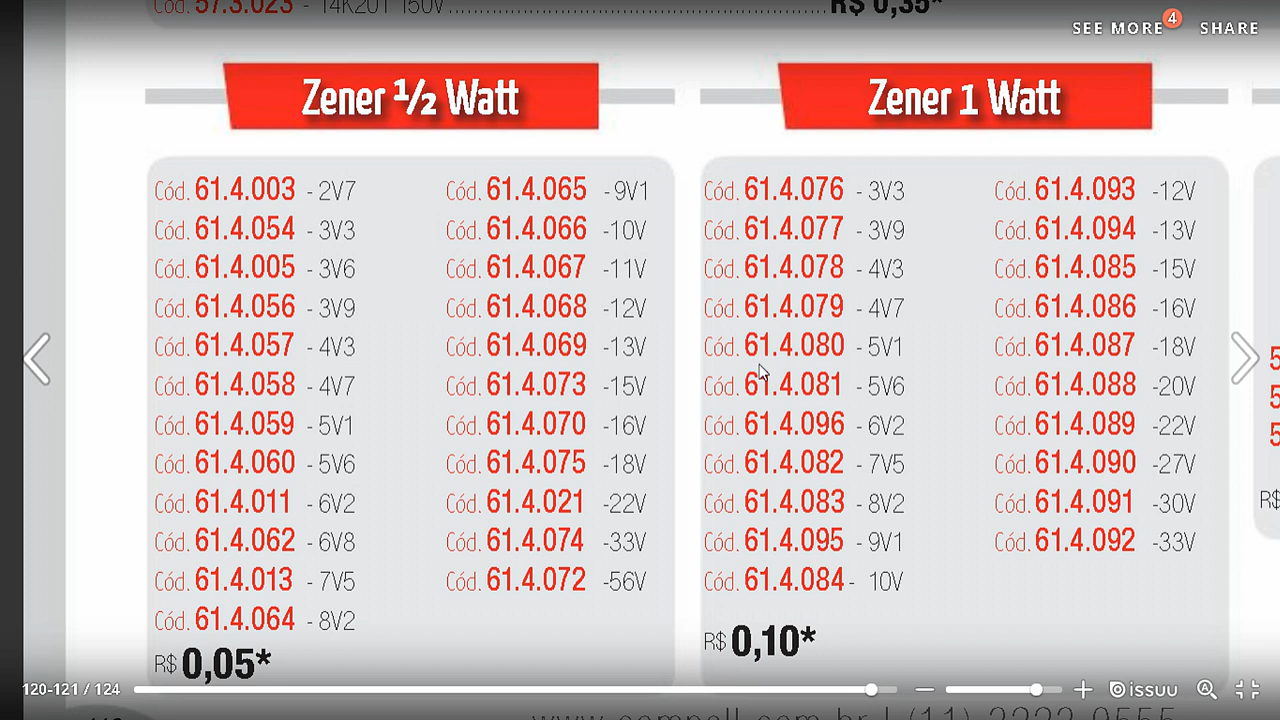 Cód. 57.3.023 - 14K201 150V R$ 0,35*
SEE MORE 4 SHARE
Zener ½ Watt
Cód. 61.4.003 - 2V7
Cód. 61.4.054 - 3V3
Cód. 61.4.005 - 3V6
Cód. 61.4.056 - 3V9
Cód. 61.4.057 - 4V3
Cód. 61.4.058 - 4V7
Cód. 61.4.059 - 5V1
Cód. 61.4.060 - 5V6
Cód. 61.4.011 - 6V2
Cód. 61.4.062 - 6V8
Cód. 61.4.013 - 7V5
Cód. 61.4.064 - 8V2
R$ 0,05*
Cód. 61.4.065 -9V1
Cód. 61.4.066 -10V
Cód. 61.4.067 -11V
Cód. 61.4.068 -12V
Cód. 61.4.069 -13V
Cód. 61.4.073 -15V
Cód. 61.4.070 -16V
Cód. 61.4.075 -18V
Cód. 61.4.021 -22V
Cód. 61.4.074 -33V
Cód. 61.4.072 -56V
Zener 1 Watt
Cód. 61.4.076 - 3V3
Cód. 61.4.077 - 3V9
Cód. 61.4.078 - 4V3
Cód. 61.4.079 - 4V7
Cód. 61.4.080 - 5V1
Cód. 61.4.081 - 5V6
Cód. 61.4.096 - 6V2
Cód. 61.4.082 - 7V5
Cód. 61.4.083 - 8V2
Cód. 61.4.095 - 9V1
Cód. 61.4.084 - 10V
R$ 0,10*
Cód. 61.4.093 -12V
Cód. 61.4.094 -13V
Cód. 61.4.085 -15V
Cód. 61.4.086 -16V
Cód. 61.4.087 -18V
Cód. 61.4.088 -20V
Cód. 61.4.089 -22V
Cód. 61.4.090 -27V
Cód. 61.4.091 -30V
Cód. 61.4.092 -33V
5
5
5
R$
120-121 / 124
issuu